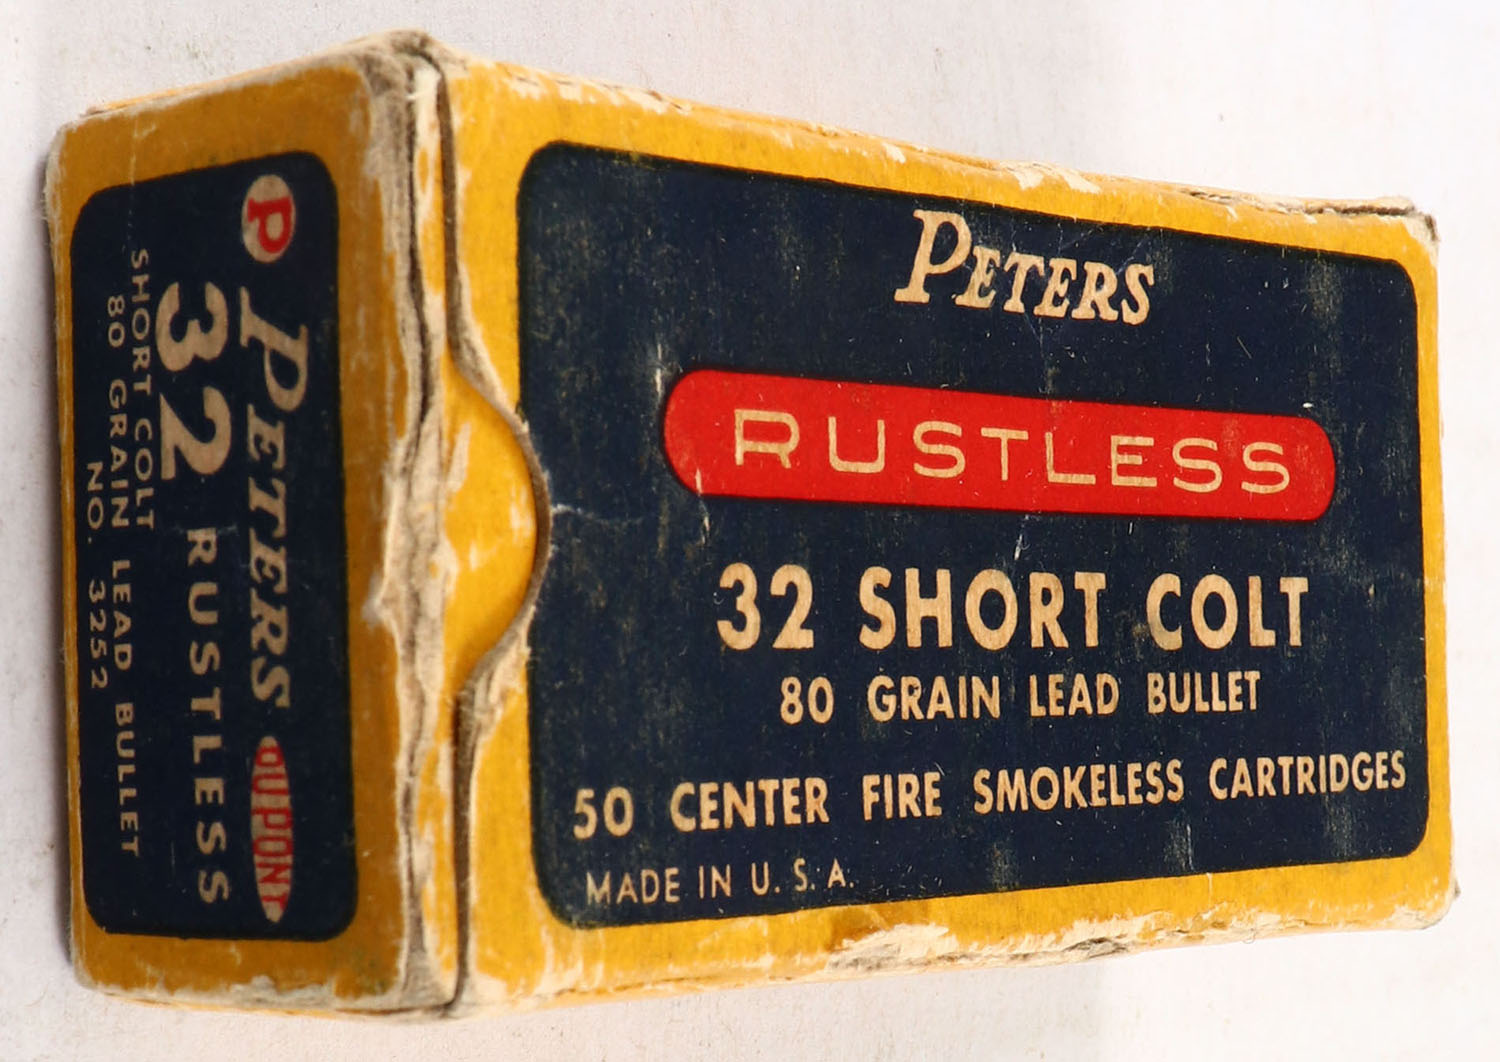 PETERS
RUSTLESS
32 SHORT COLT
80 GRAIN LEAD BULLET
50 CENTER FIRE SMOKELESS CARTRIDGES
MADE IN U.S.A.
P PETERS DUPONT
32 RUSTLESS
SHORT COLT
80 GRAIN LEAD BULLET
NO. 3252